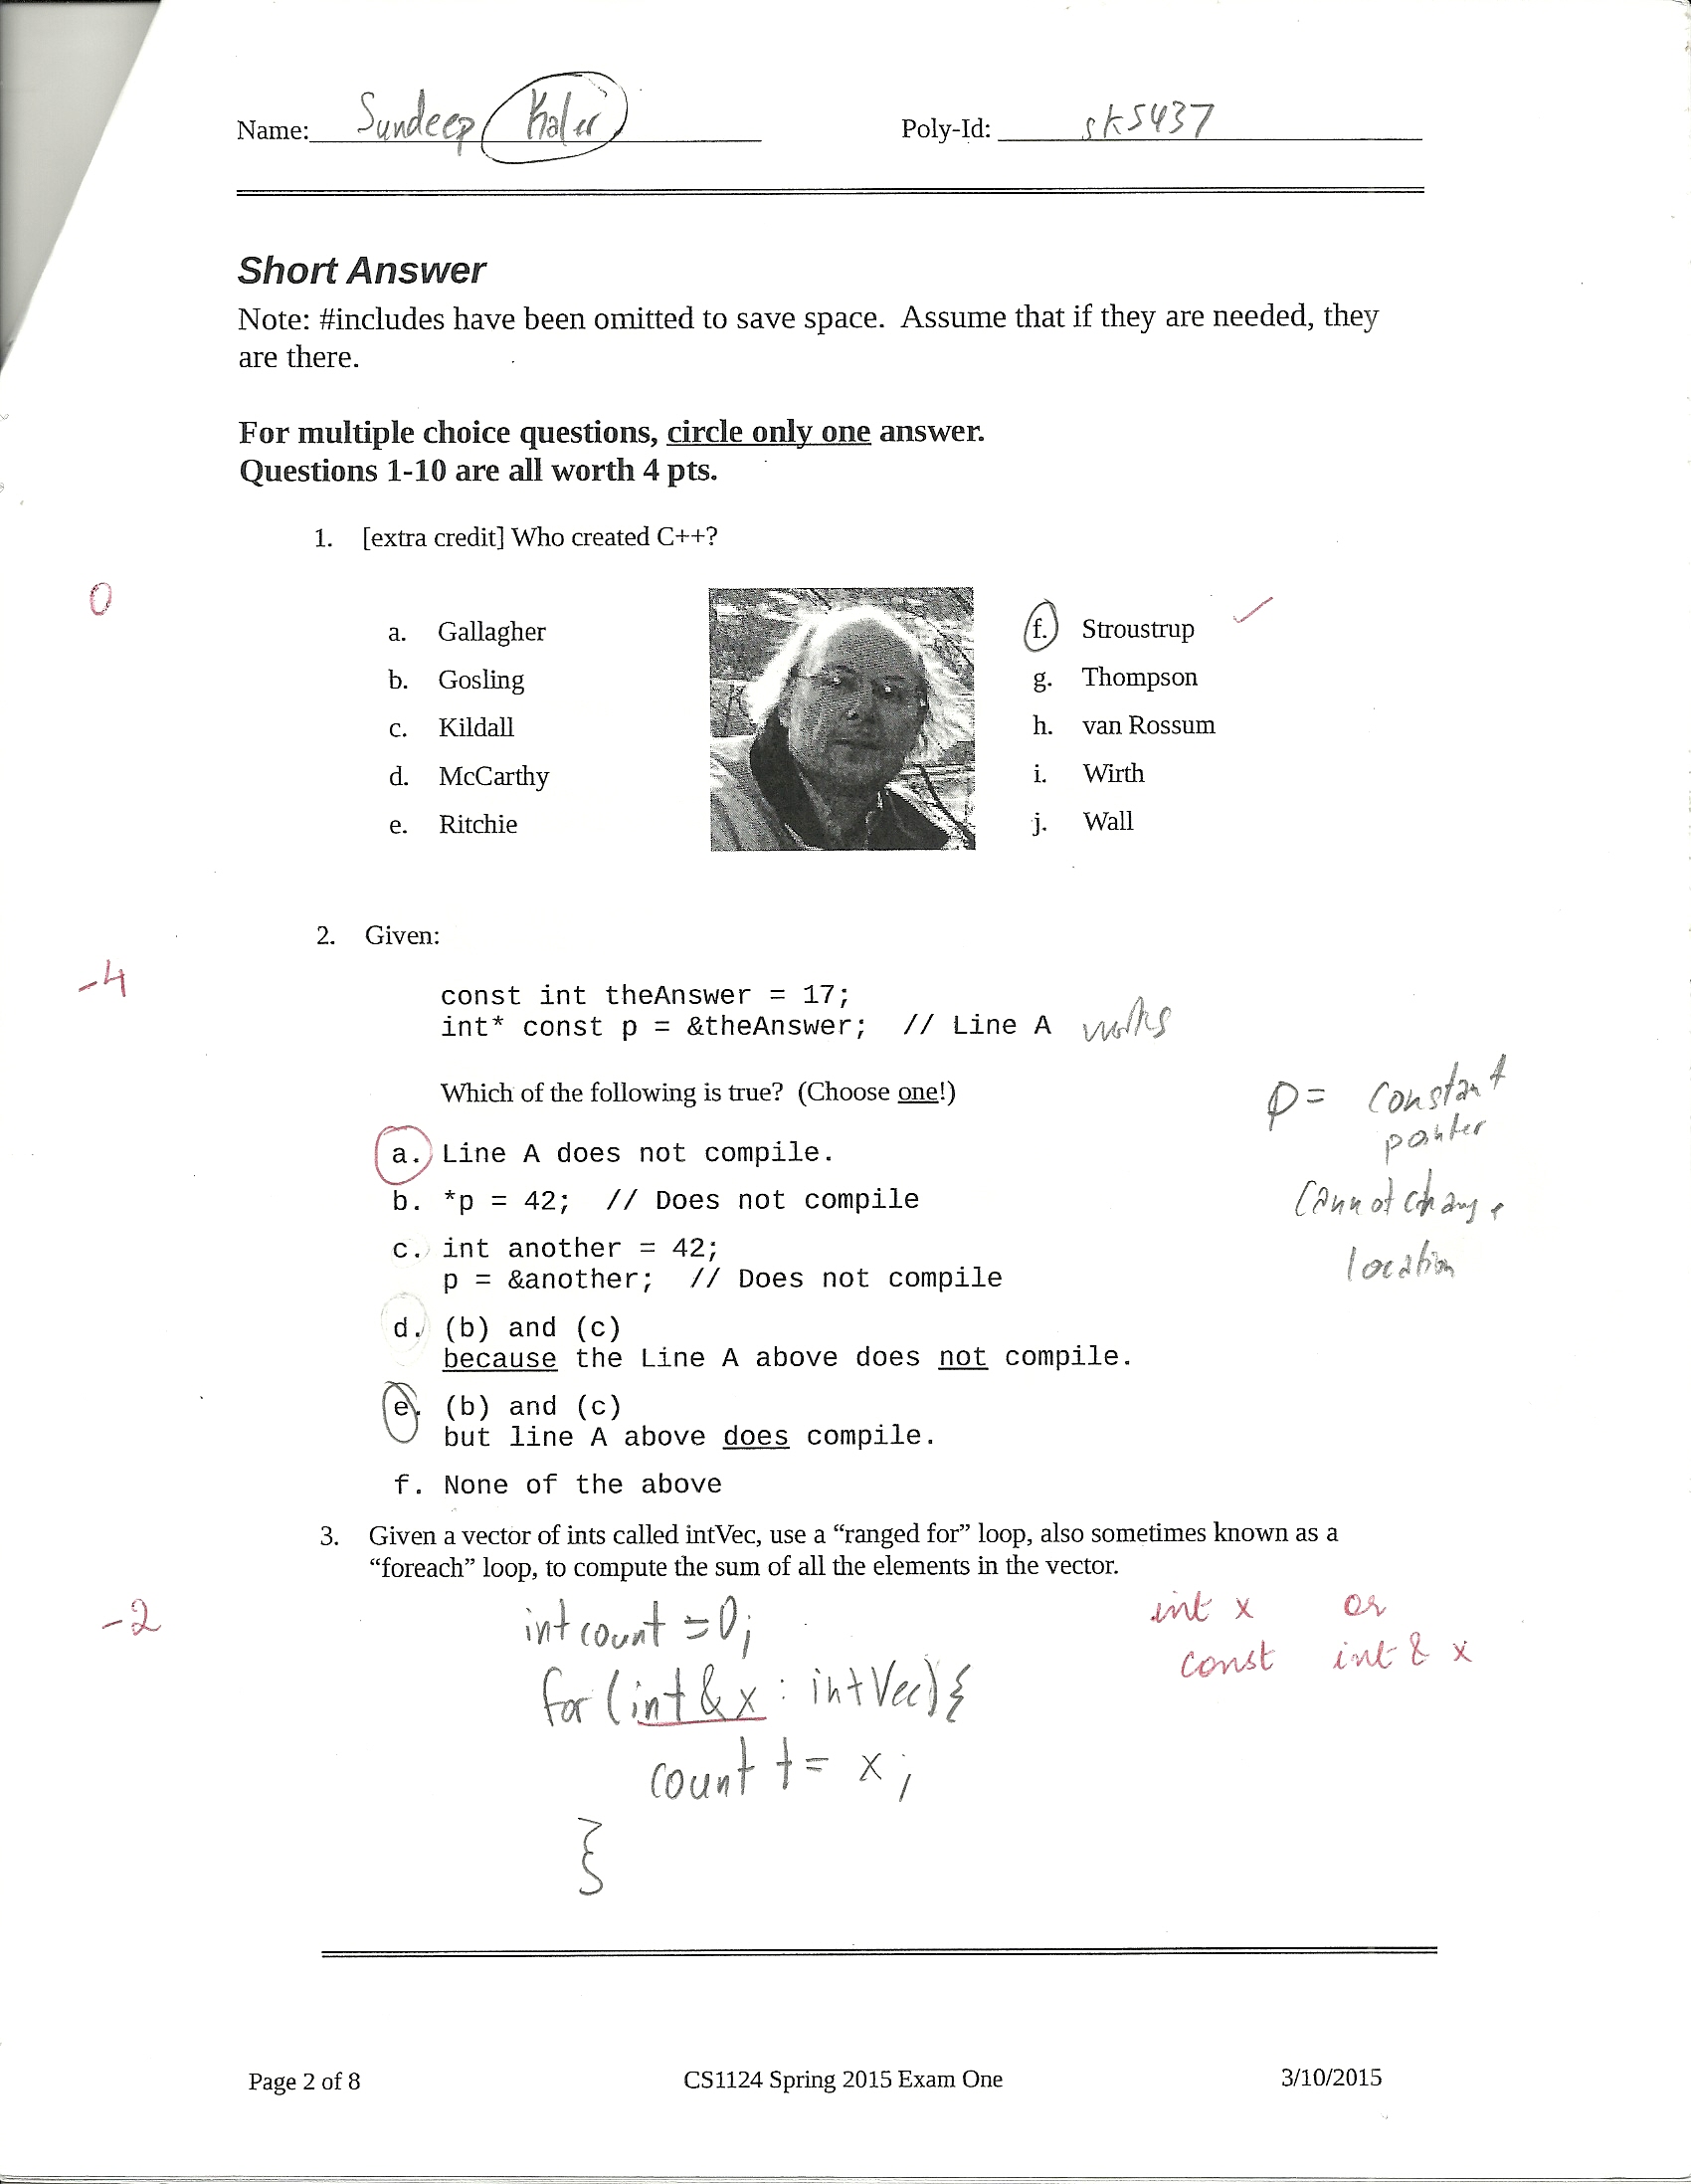 Name: Sundeep Kaler Poly-Id: sk5437
Short Answer
Note: #includes have been omitted to save space. Assume that if they are needed, they
are there.
For multiple choice questions, circle only one answer.
Questions 1-10 are all worth 4 pts.
1. [extra credit] Who created C++?
0
a. Gallagher
b. Gosling
c. Kildall
d. McCarthy
e. Ritchie
f. Stroustrup ✓
g. Thompson
h. van Rossum
i. Wirth
j. Wall
2. Given:
-4
const int theAnswer = 17;
int* const p = &theAnswer; // Line A works
Which of the following is true? (Choose one!)
p = constant
pointer
cannot change
location
a. Line A does not compile.
b. *p = 42; // Does not compile
c. int another = 42;
p = &another; // Does not compile
d. (b) and (c)
because the Line A above does not compile.
e. (b) and (c)
but line A above does compile.
f. None of the above
3. Given a vector of ints called intVec, use a “ranged for” loop, also sometimes known as a
“foreach” loop, to compute the sum of all the elements in the vector.
-2
int count = 0;
for (int & x : intVec) {
count += x;
}
int x or
const int & x
Page 2 of 8 CS1124 Spring 2015 Exam One 3/10/2015